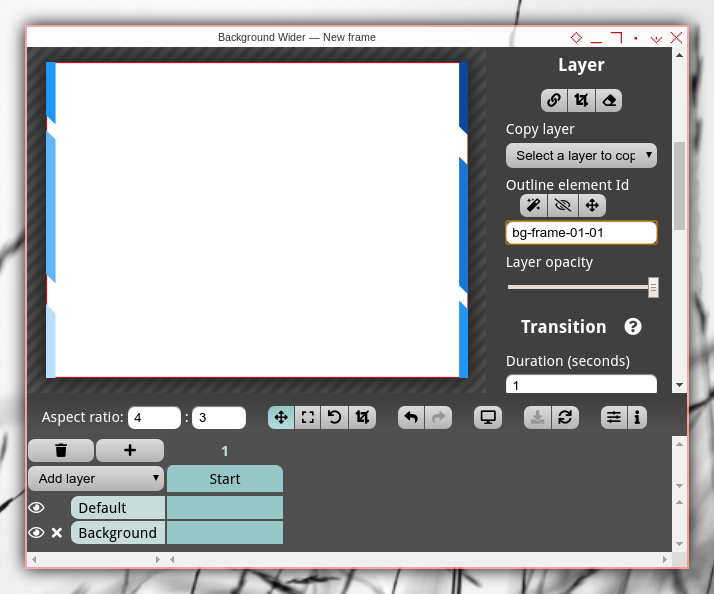 Background Wider — New frame
Layer
Copy layer
Select a layer to cop
Outline element Id
bg-frame-01-01
Layer opacity
Transition ?
Duration (seconds)
1
Aspect ratio: 4 : 3
1
Add layer Start
Default
Background